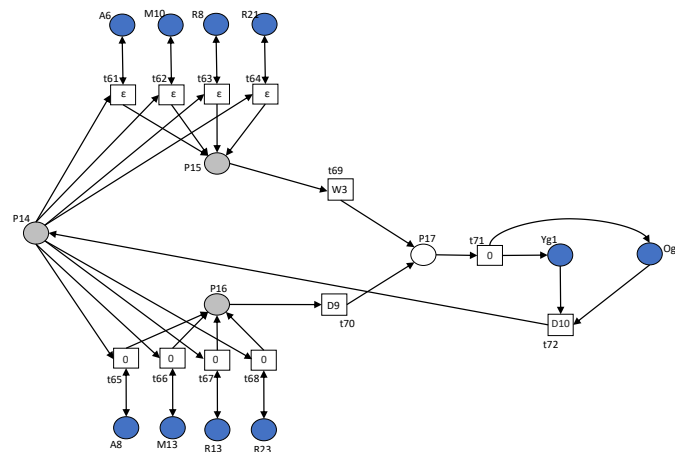 A6 M10 R8 R21
t61 t62 t63 t64
ε ε ε ε
P15
t69
W3
P14
P17
t71
0
Yg1
Og
P16
D9
t70
D10
t72
0 0 0 0
t65 t66 t67 t68
A8 M13 R13 R23